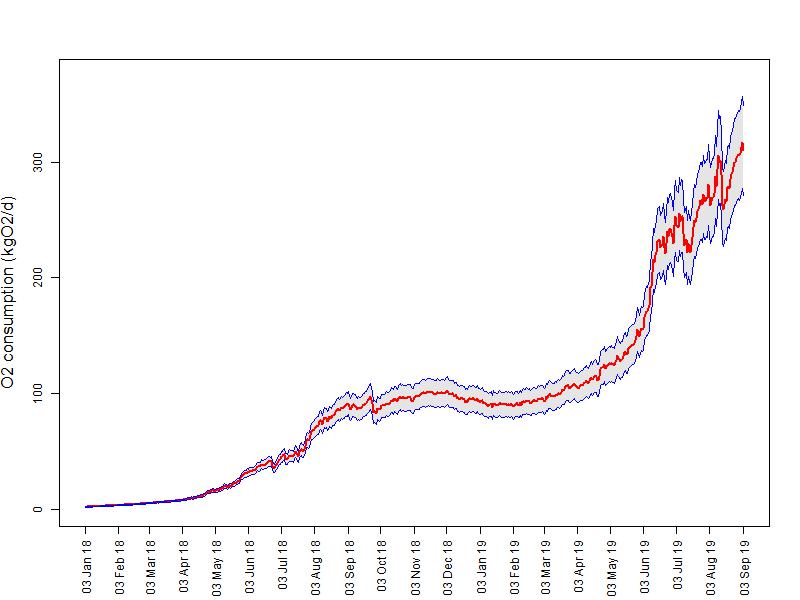 O2 consumption (kgO2/d)
300
200
100
0
03 Jan 18
03 Feb 18
03 Mar 18
03 Apr 18
03 May 18
03 Jun 18
03 Jul 18
03 Aug 18
03 Sep 18
03 Oct 18
03 Nov 18
03 Dec 18
03 Jan 19
03 Feb 19
03 Mar 19
03 Apr 19
03 May 19
03 Jun 19
03 Jul 19
03 Aug 19
03 Sep 19